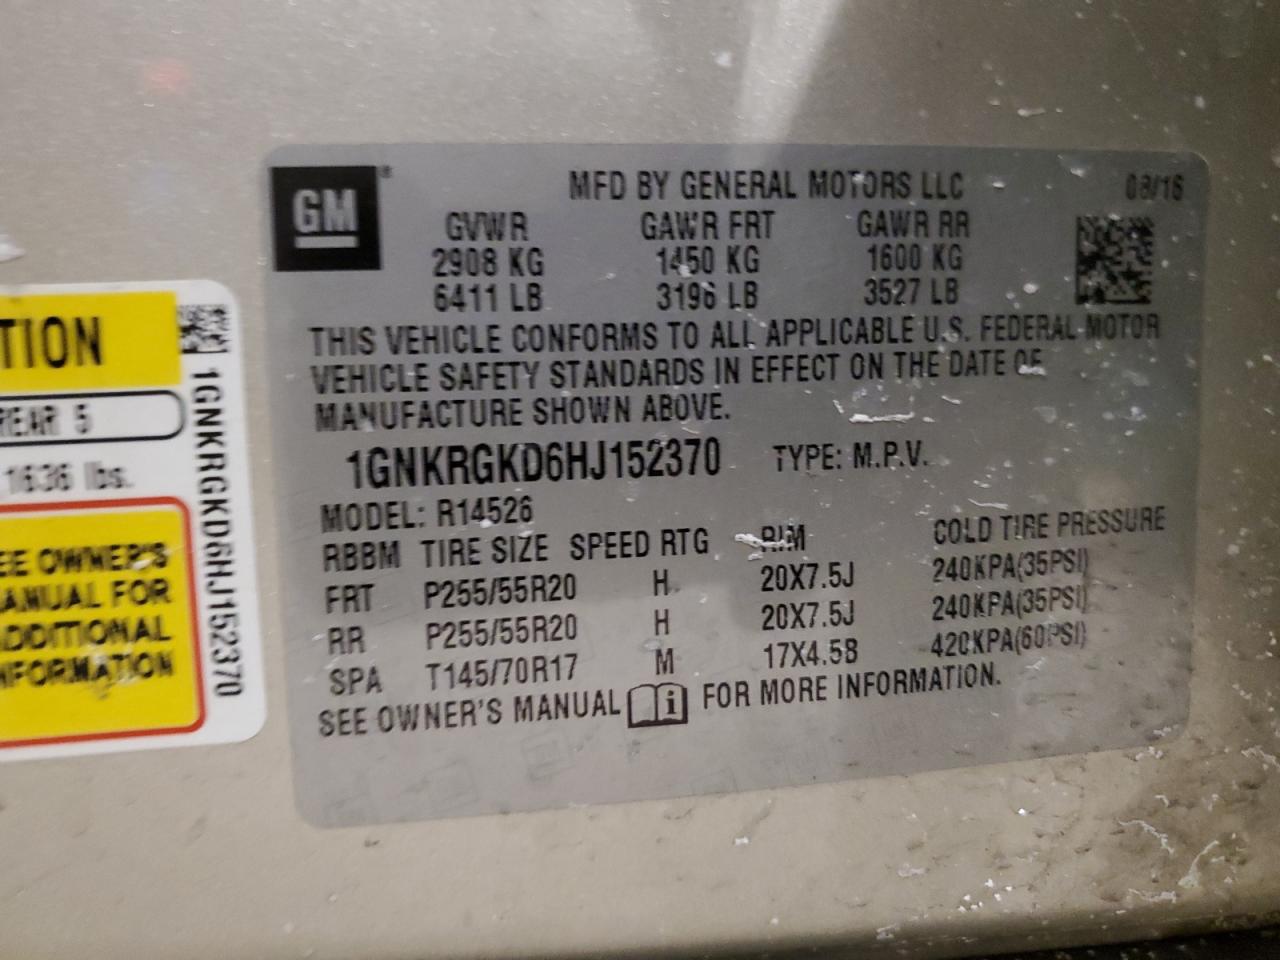 TION
REAR 5
1636 lbs.
EE OWNER'S
ANUAL FOR
ADDITIONAL
NFORMATION
1GNKRGKD6HJ152370
GM®
MFD BY GENERAL MOTORS LLC 08/16
GVWR GAWR FRT GAWR RR
2908 KG 1450 KG 1600 KG
6411 LB 3196 LB 3527 LB
THIS VEHICLE CONFORMS TO ALL APPLICABLE U.S. FEDERAL MOTOR
VEHICLE SAFETY STANDARDS IN EFFECT ON THE DATE OF
MANUFACTURE SHOWN ABOVE.
1GNKRGKD6HJ152370 TYPE: M.P.V.
MODEL: R14526
RBBM TIRE SIZE SPEED RTG RIM COLD TIRE PRESSURE
FRT P255/55R20 H 20X7.5J 240KPA(35PSI)
RR P255/55R20 H 20X7.5J 240KPA(35PSI)
SPA T145/70R17 M 17X4.5B 420KPA(60PSI)
SEE OWNER'S MANUAL i FOR MORE INFORMATION.